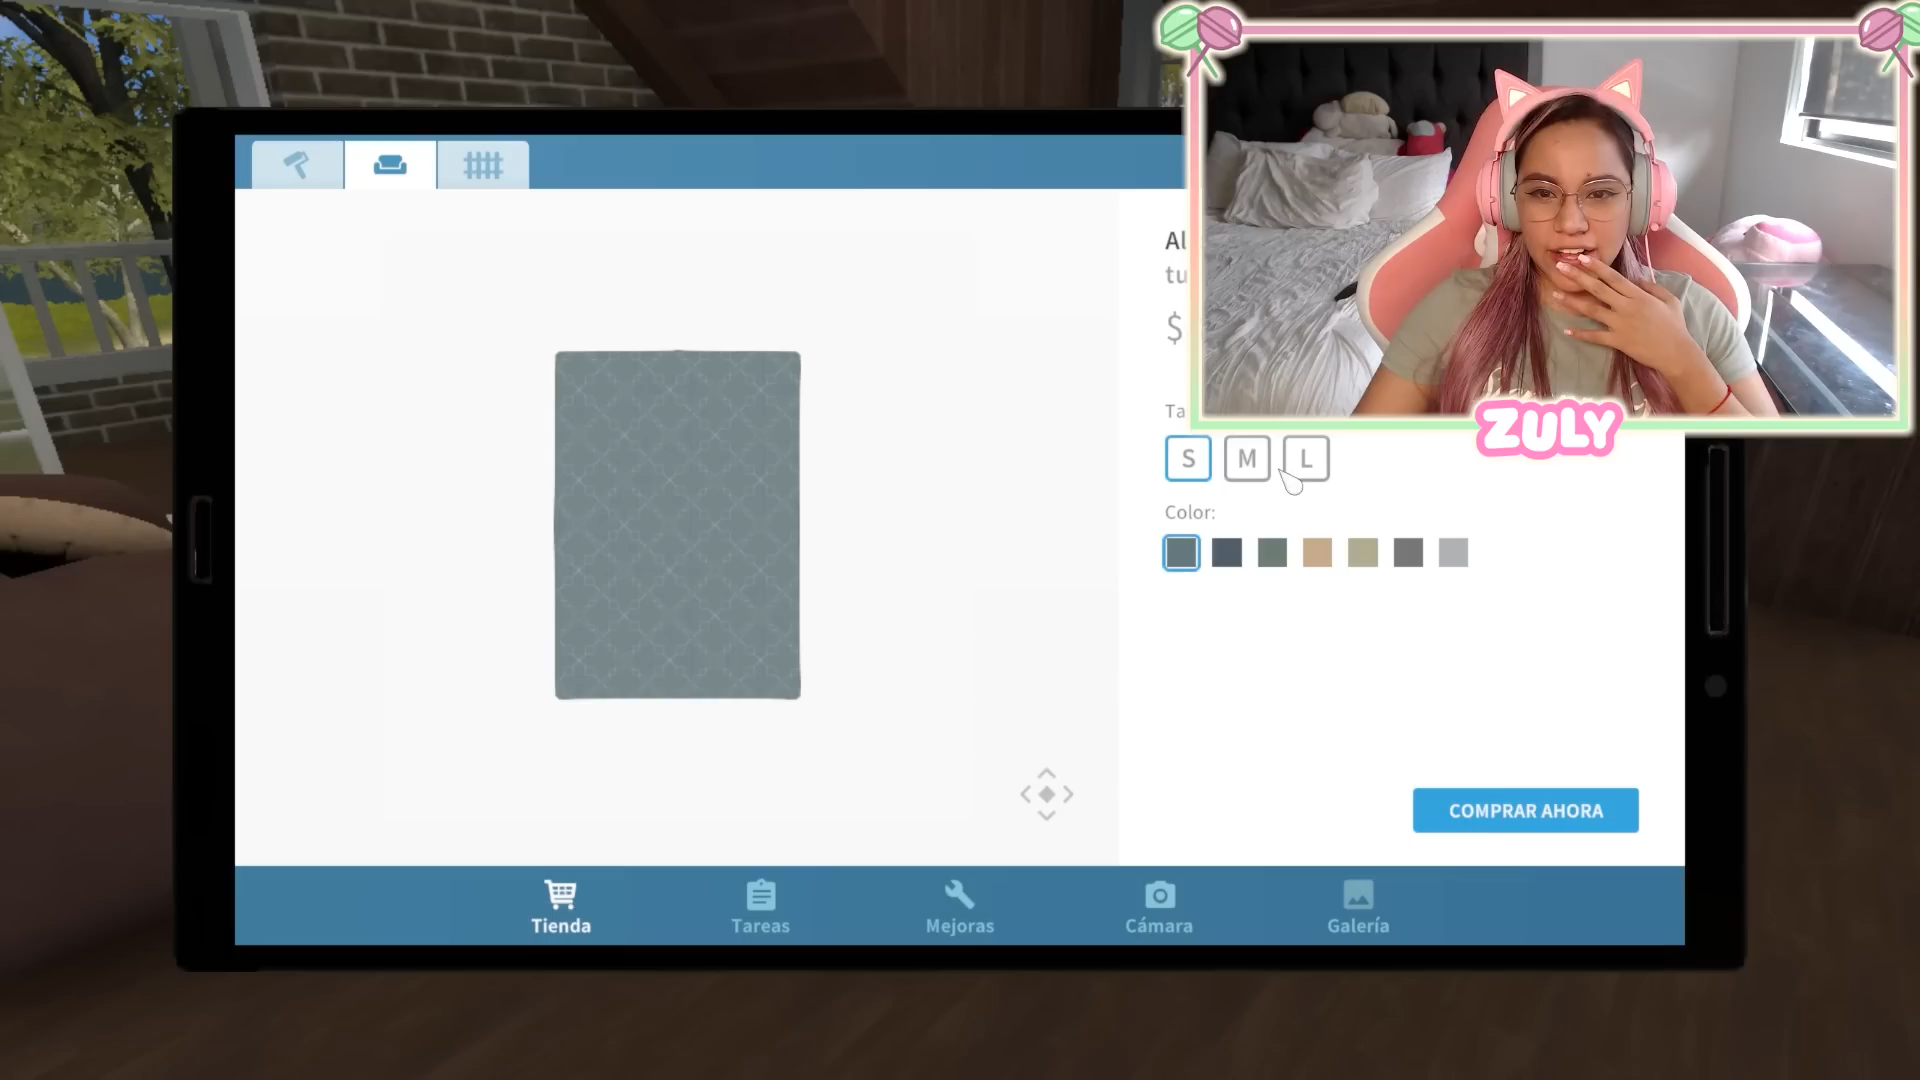 Al
tu
$
Ta
ZULY
S M L
Color:
COMPRAR AHORA
Tienda Tareas Mejoras Cámara Galería